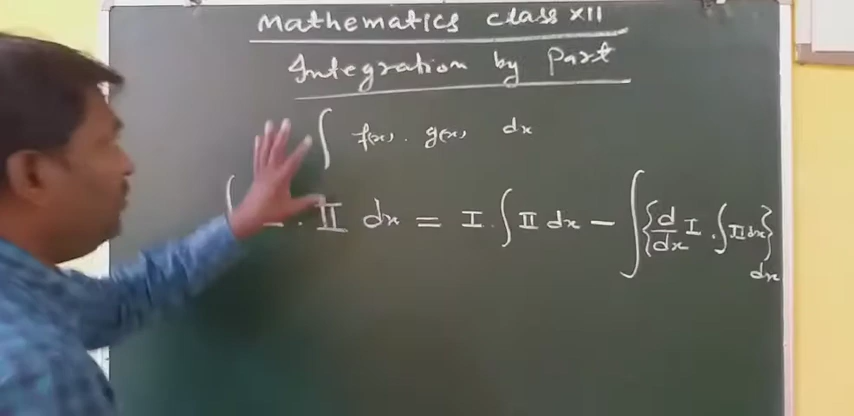 Mathematics class XII
Integration by Part
∫ f(x) . g(x) dx
∫ . II dx = I . ∫ II dx − ∫ { d/dx I . ∫ II dx } dx